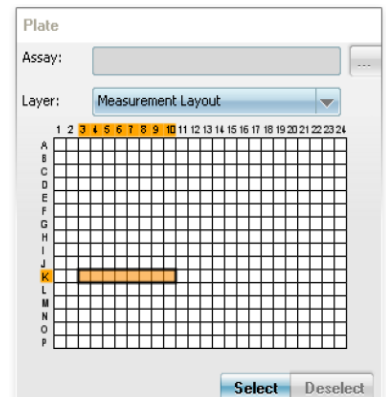 Plate
Assay:
...
Layer: Measurement Layout
1 2 3 4 5 6 7 8 9 10 11 12 13 14 15 16 17 18 19 20 21 22 23 24
A
B
C
D
E
F
G
H
I
J
K
L
M
N
O
P
Select Deselect